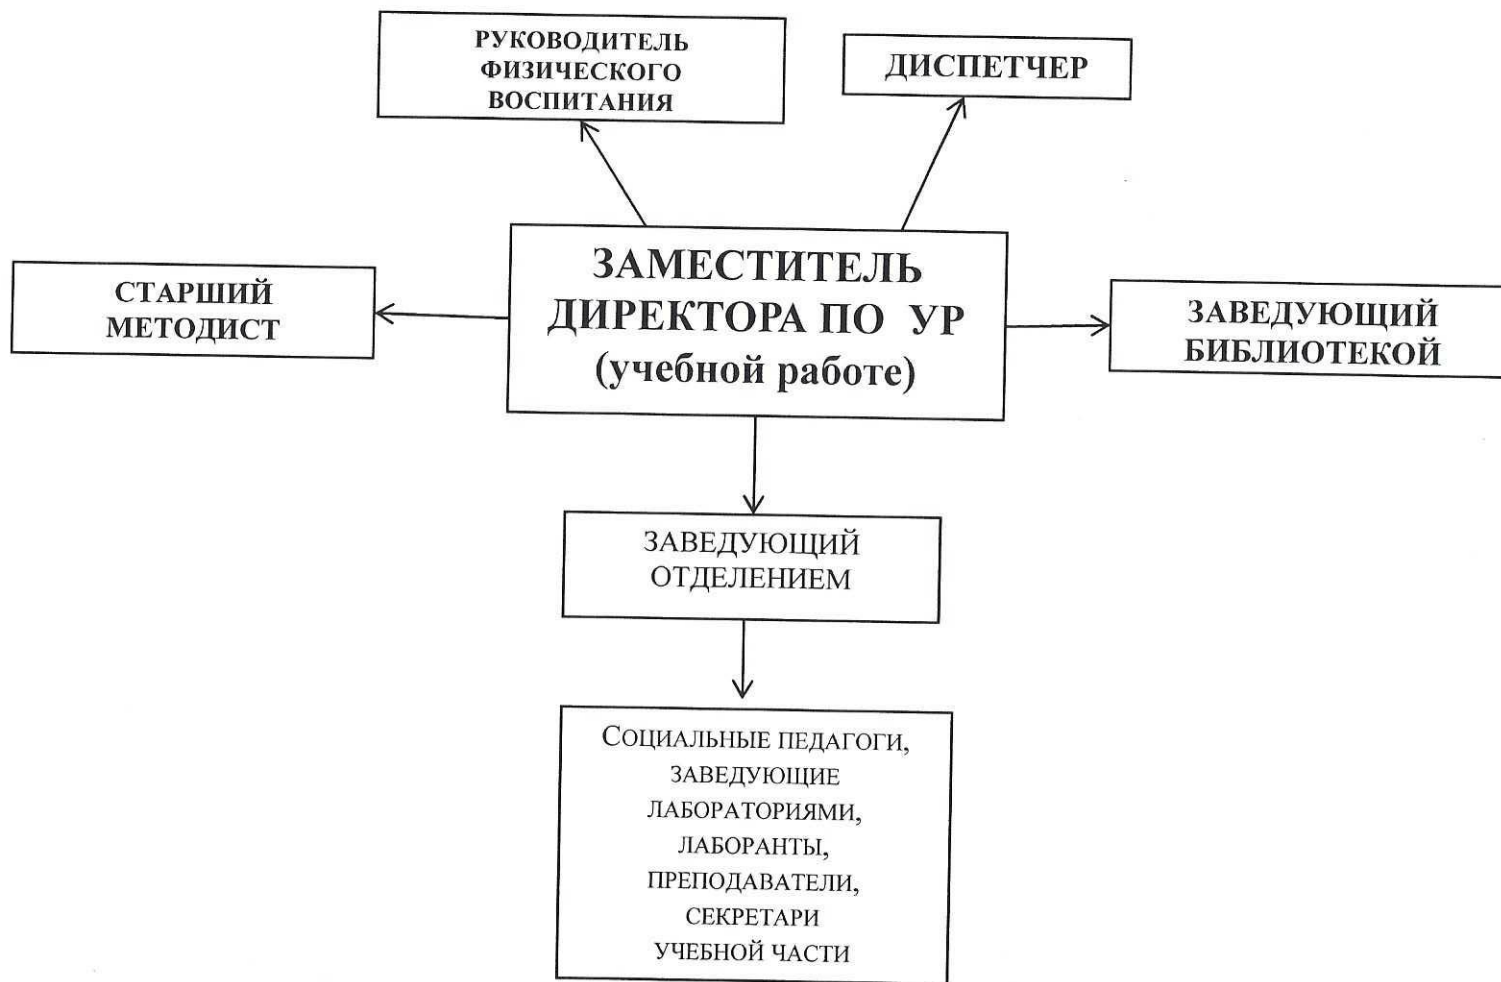 РУКОВОДИТЕЛЬ
ФИЗИЧЕСКОГО
ВОСПИТАНИЯ
ДИСПЕТЧЕР
СТАРШИЙ
МЕТОДИСТ
ЗАМЕСТИТЕЛЬ
ДИРЕКТОРА ПО УР
(учебной работе)
ЗАВЕДУЮЩИЙ
БИБЛИОТЕКОЙ
ЗАВЕДУЮЩИЙ
ОТДЕЛЕНИЕМ
СОЦИАЛЬНЫЕ ПЕДАГОГИ,
ЗАВЕДУЮЩИЕ
ЛАБОРАТОРИЯМИ,
ЛАБОРАНТЫ,
ПРЕПОДАВАТЕЛИ,
СЕКРЕТАРИ
УЧЕБНОЙ ЧАСТИ